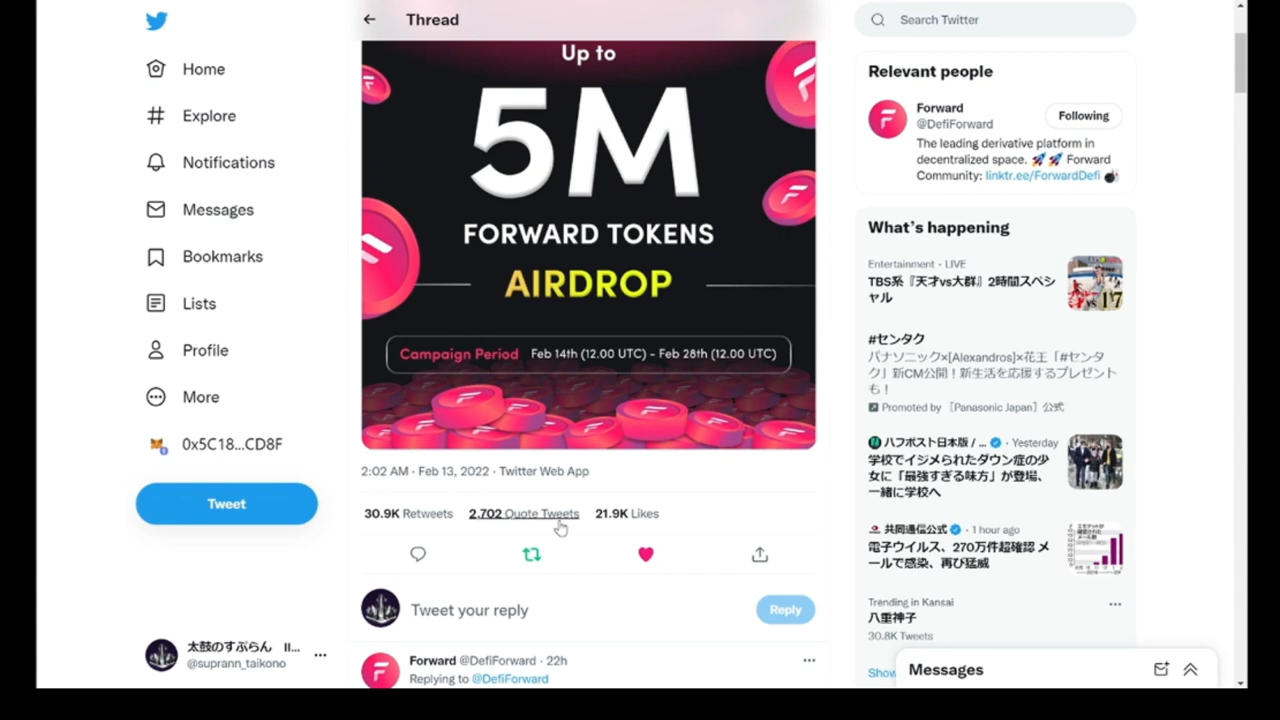 Home
Explore
Notifications
Messages
Bookmarks
Lists
Profile
More
0x5C18...CD8F
Tweet
太鼓のすぷらん II...
@suprann_taikono
Thread
Up to
5M
FORWARD TOKENS
AIRDROP
Campaign Period Feb 14th (12.00 UTC) - Feb 28th (12.00 UTC)
2:02 AM · Feb 13, 2022 · Twitter Web App
30.9K Retweets 2,702 Quote Tweets 21.9K Likes
Tweet your reply
Reply
Forward @DefiForward · 22h
Replying to @DefiForward
Search Twitter
Relevant people
Forward
@DefiForward
Following
The leading derivative platform in
decentralized space. 🚀🚀 Forward
Community: linktr.ee/ForwardDefi 💣
What's happening
Entertainment · LIVE
TBS系『天才vs大群』2時間スペシ
ャル
#センタク
パナソニック×[Alexandros]×花王「#センタ
ク」新CM公開！新生活を応援するプレゼント
も！
Promoted by ［Panasonic Japan］公式
ハフポスト日本版 / ... · Yesterday
学校でイジメられたダウン症の少
女に「最強すぎる味方」が登場、
一緒に学校へ
共同通信公式 · 1 hour ago
電子ウイルス、270万件超確認 メ
ールで感染、再び猛威
Trending in Kansai
八重神子
30.8K Tweets
Show
Messages